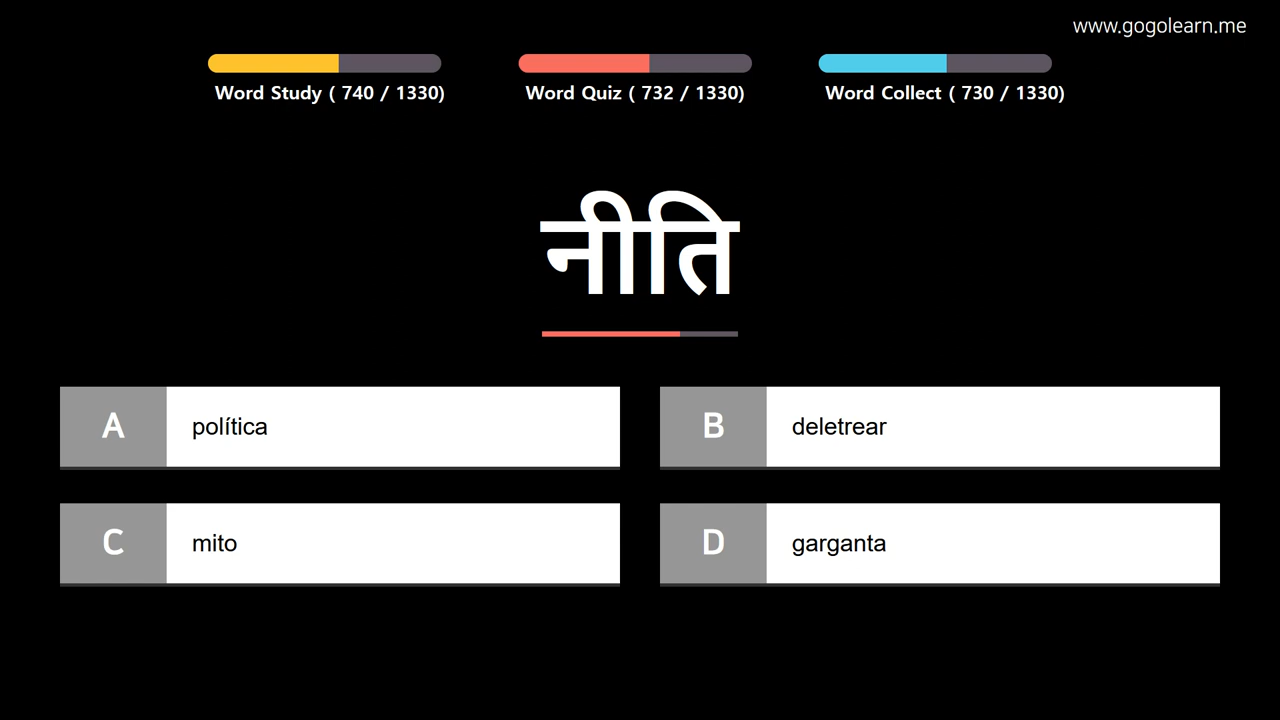 www.gogolearn.me
Word Study ( 740 / 1330)
Word Quiz ( 732 / 1330)
Word Collect ( 730 / 1330)
नीति
A política
B deletrear
C mito
D garganta